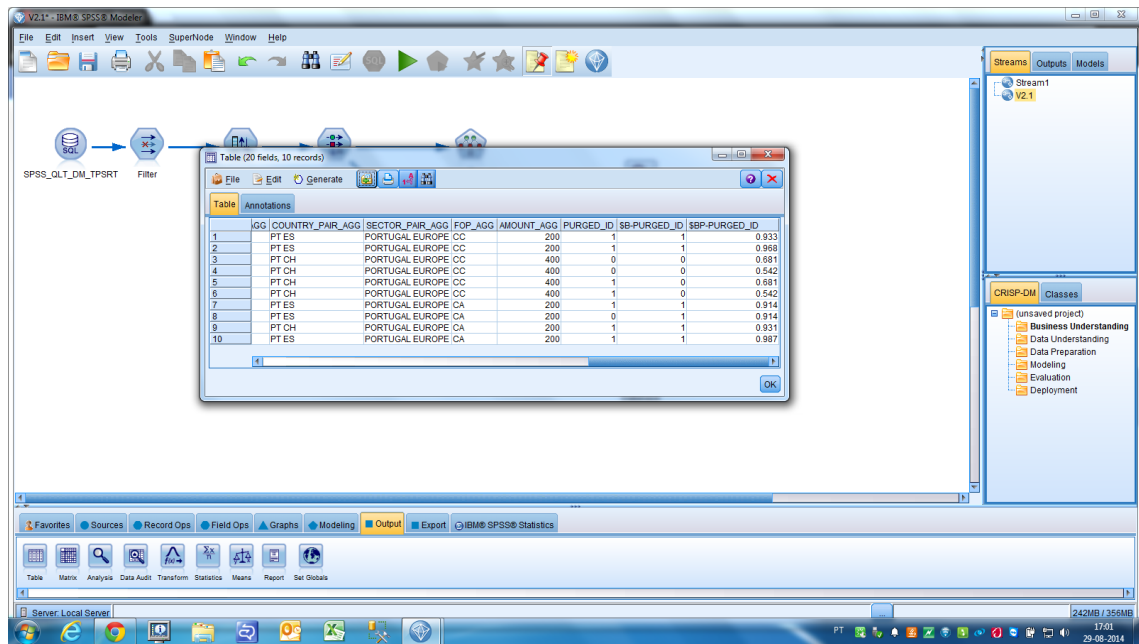 V2.1* - IBM® SPSS® Modeler
File Edit Insert View Tools SuperNode Window Help
SQL
Streams Outputs Models
Stream1
V2.1
SQL
SPSS_QLT_DM_TPSRT Filter
Table (20 fields, 10 records)
File Edit Generate
Table Annotations
AGG COUNTRY_PAIR_AGG SECTOR_PAIR_AGG FOP_AGG AMOUNT_AGG PURGED_ID $B-PURGED_ID $BP-PURGED_ID
1 PT ES PORTUGAL EUROPE CC 200 1 1 0.933
2 PT ES PORTUGAL EUROPE CC 200 1 1 0.968
3 PT CH PORTUGAL EUROPE CC 400 0 0 0.681
4 PT CH PORTUGAL EUROPE CC 400 0 0 0.542
5 PT CH PORTUGAL EUROPE CC 400 1 0 0.681
6 PT CH PORTUGAL EUROPE CC 400 1 0 0.542
7 PT ES PORTUGAL EUROPE CA 200 1 1 0.914
8 PT ES PORTUGAL EUROPE CA 200 0 1 0.914
9 PT CH PORTUGAL EUROPE CA 200 1 1 0.931
10 PT ES PORTUGAL EUROPE CA 200 1 1 0.987
OK
CRISP-DM Classes
(unsaved project)
Business Understanding
Data Understanding
Data Preparation
Modeling
Evaluation
Deployment
Favorites Sources Record Ops Field Ops Graphs Modeling Output Export IBM® SPSS® Statistics
Table Matrix Analysis Data Audit Transform Statistics Means Report Set Globals
Server: Local Server ... 242MB / 356MB
PT 17:01
29-08-2014